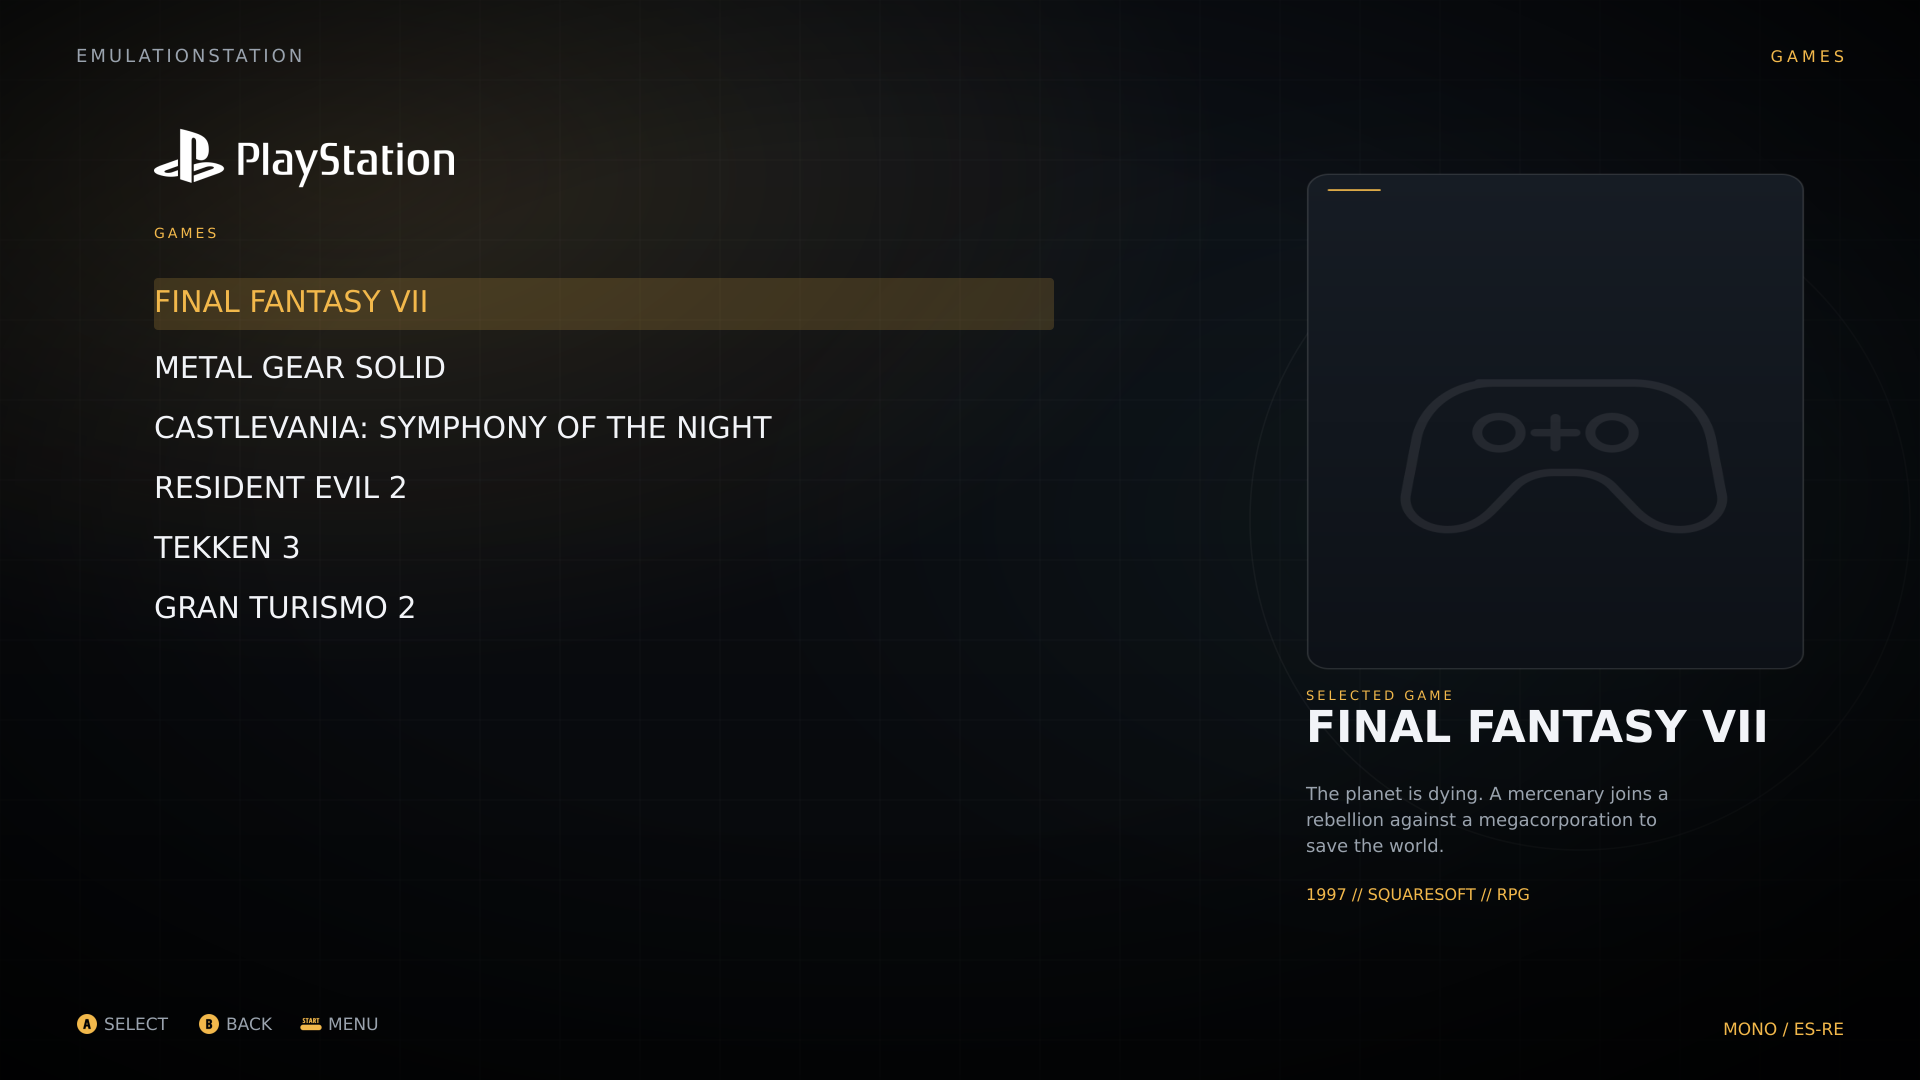 EMULATIONSTATION
GAMES
PlayStation
GAMES
FINAL FANTASY VII
METAL GEAR SOLID
CASTLEVANIA: SYMPHONY OF THE NIGHT
RESIDENT EVIL 2
TEKKEN 3
GRAN TURISMO 2
SELECTED GAME
FINAL FANTASY VII
The planet is dying. A mercenary joins a
rebellion against a megacorporation to
save the world.
1997 // SQUARESOFT // RPG
A SELECT B BACK START MENU
MONO / ES-RE